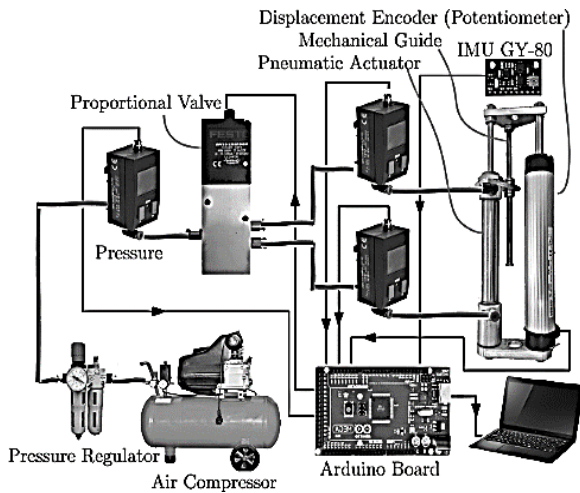 Displacement Encoder (Potentiometer)
Mechanical Guide
IMU GY-80
Pneumatic Actuator
Proportional Valve
FESTO
Pressure
Pressure Regulator
Air Compressor
Arduino Board